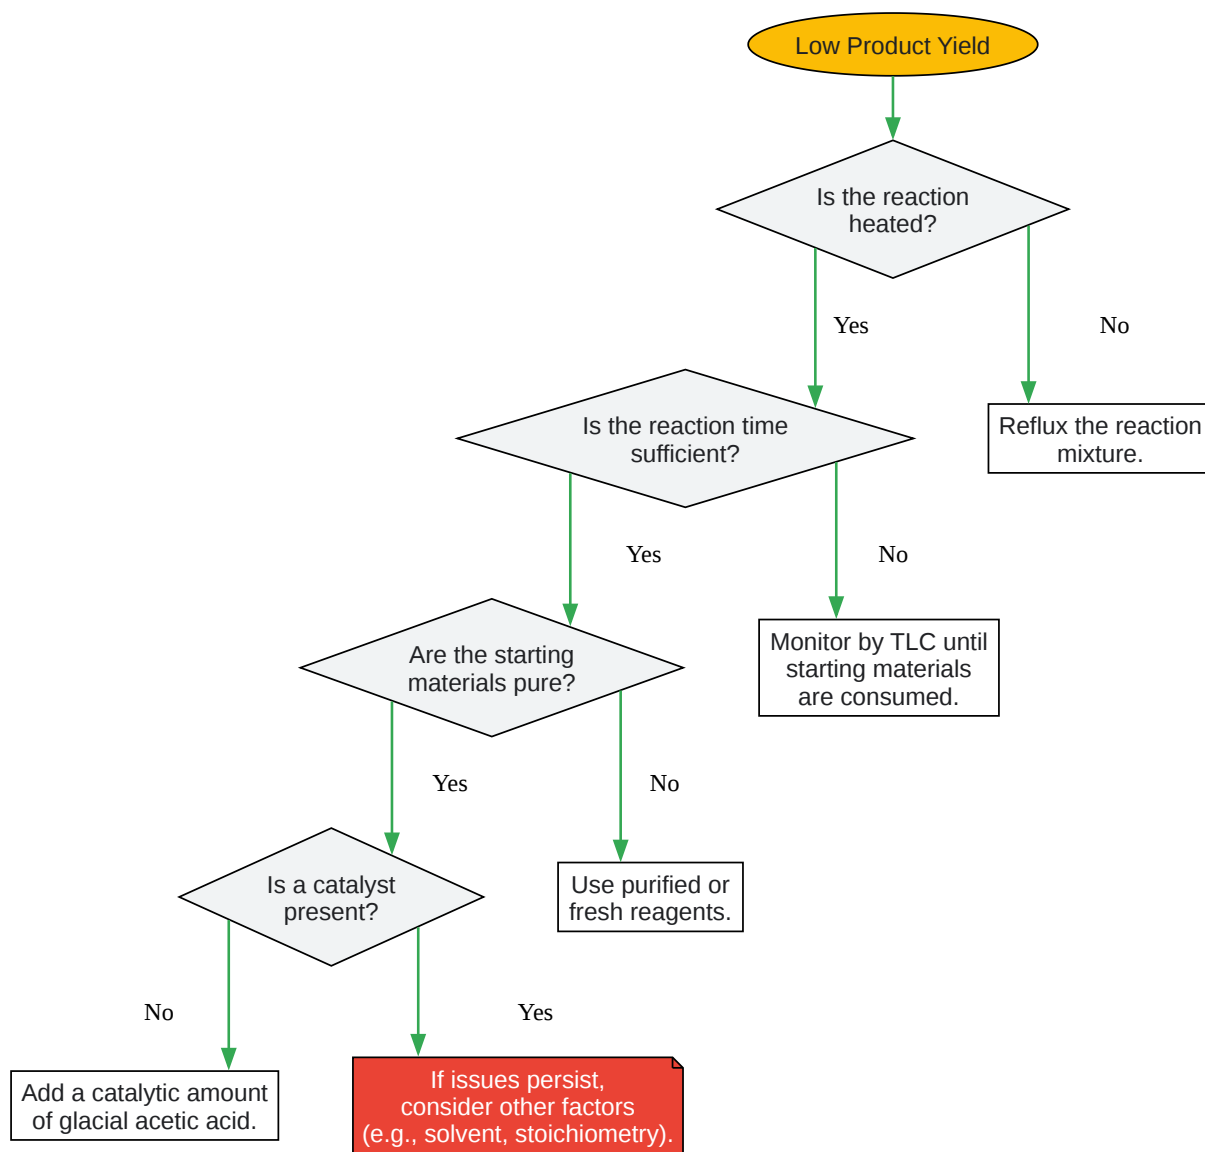 Low Product Yield
Is the reaction
heated?
Yes
No
Is the reaction time
sufficient?
Reflux the reaction
mixture.
Yes
No
Are the starting
materials pure?
Monitor by TLC until
starting materials
are consumed.
Yes
No
Is a catalyst
present?
Use purified or
fresh reagents.
No
Yes
Add a catalytic amount
of glacial acetic acid.
If issues persist,
consider other factors
(e.g., solvent, stoichiometry).